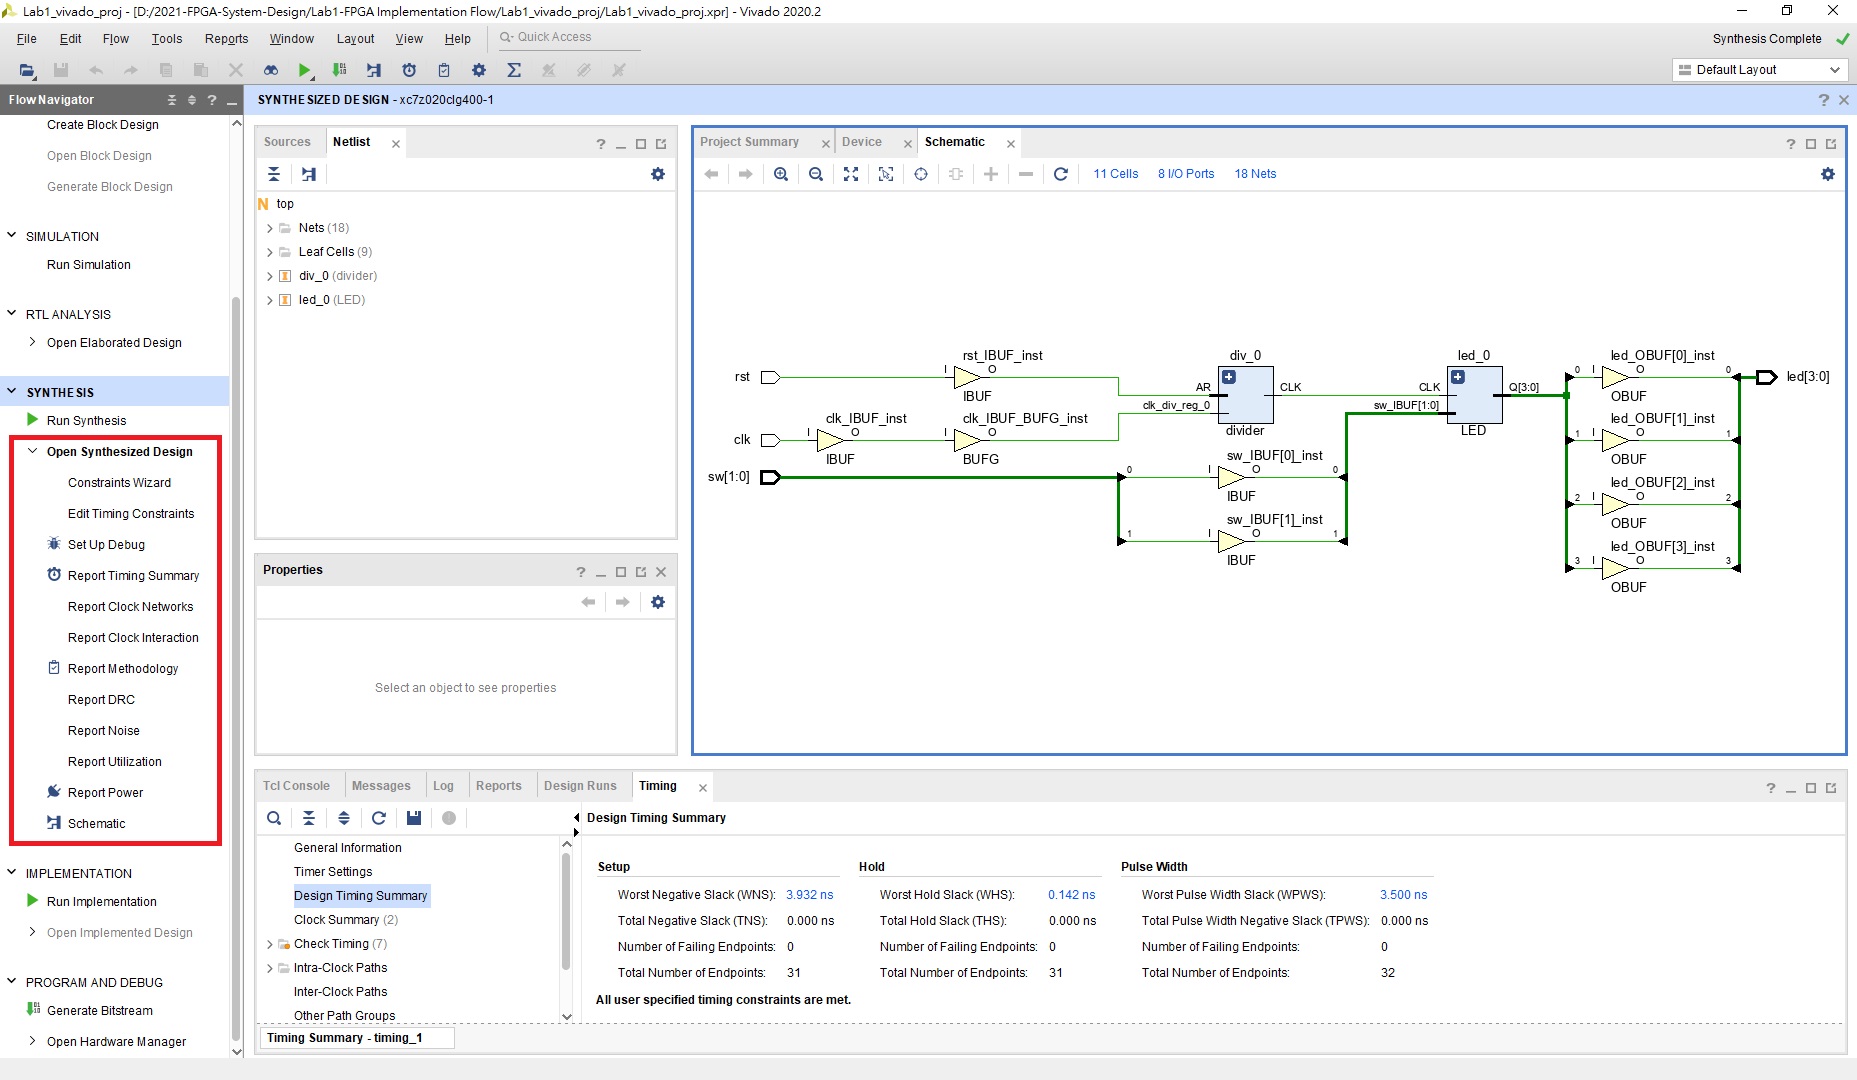 Lab1_vivado_proj - [D:/2021-FPGA-System-Design/Lab1-FPGA Implementation Flow/Lab1_vivado_proj/Lab1_vivado_proj.xpr] - Vivado 2020.2
File Edit Flow Tools Reports Window Layout View Help Quick Access
Synthesis Complete
Default Layout
Flow Navigator
SYNTHESIZED DESIGN - xc7z020clg400-1
Create Block Design
Open Block Design
Generate Block Design
SIMULATION
Run Simulation
RTL ANALYSIS
Open Elaborated Design
SYNTHESIS
Run Synthesis
Open Synthesized Design
Constraints Wizard
Edit Timing Constraints
Set Up Debug
Report Timing Summary
Report Clock Networks
Report Clock Interaction
Report Methodology
Report DRC
Report Noise
Report Utilization
Report Power
Schematic
IMPLEMENTATION
Run Implementation
Open Implemented Design
PROGRAM AND DEBUG
Generate Bitstream
Open Hardware Manager
Sources Netlist
N top
Nets (18)
Leaf Cells (9)
div_0 (divider)
led_0 (LED)
Properties
Select an object to see properties
Project Summary Device Schematic
11 Cells 8 I/O Ports 18 Nets
rst
rst_IBUF_inst
I O
IBUF
clk
clk_IBUF_inst
I O
IBUF
clk_IBUF_BUFG_inst
I O
BUFG
sw[1:0]
div_0
AR CLK
clk_div_reg_0
divider
sw_IBUF[0]_inst
0 I O 0
IBUF
sw_IBUF[1]_inst
1 I O 1
IBUF
led_0
CLK Q[3:0]
sw_IBUF[1:0]
LED
led_OBUF[0]_inst
0 I O 0
OBUF
led_OBUF[1]_inst
1 I O 1
OBUF
led_OBUF[2]_inst
2 I O 2
OBUF
led_OBUF[3]_inst
3 I O 3
OBUF
led[3:0]
Tcl Console Messages Log Reports Design Runs Timing
General Information
Timer Settings
Design Timing Summary
Clock Summary (2)
Check Timing (7)
Intra-Clock Paths
Inter-Clock Paths
Other Path Groups
Design Timing Summary
Setup Hold Pulse Width
Worst Negative Slack (WNS): 3.932 ns Worst Hold Slack (WHS): 0.142 ns Worst Pulse Width Slack (WPWS): 3.500 ns
Total Negative Slack (TNS): 0.000 ns Total Hold Slack (THS): 0.000 ns Total Pulse Width Negative Slack (TPWS): 0.000 ns
Number of Failing Endpoints: 0 Number of Failing Endpoints: 0 Number of Failing Endpoints: 0
Total Number of Endpoints: 31 Total Number of Endpoints: 31 Total Number of Endpoints: 32
All user specified timing constraints are met.
Timing Summary - timing_1